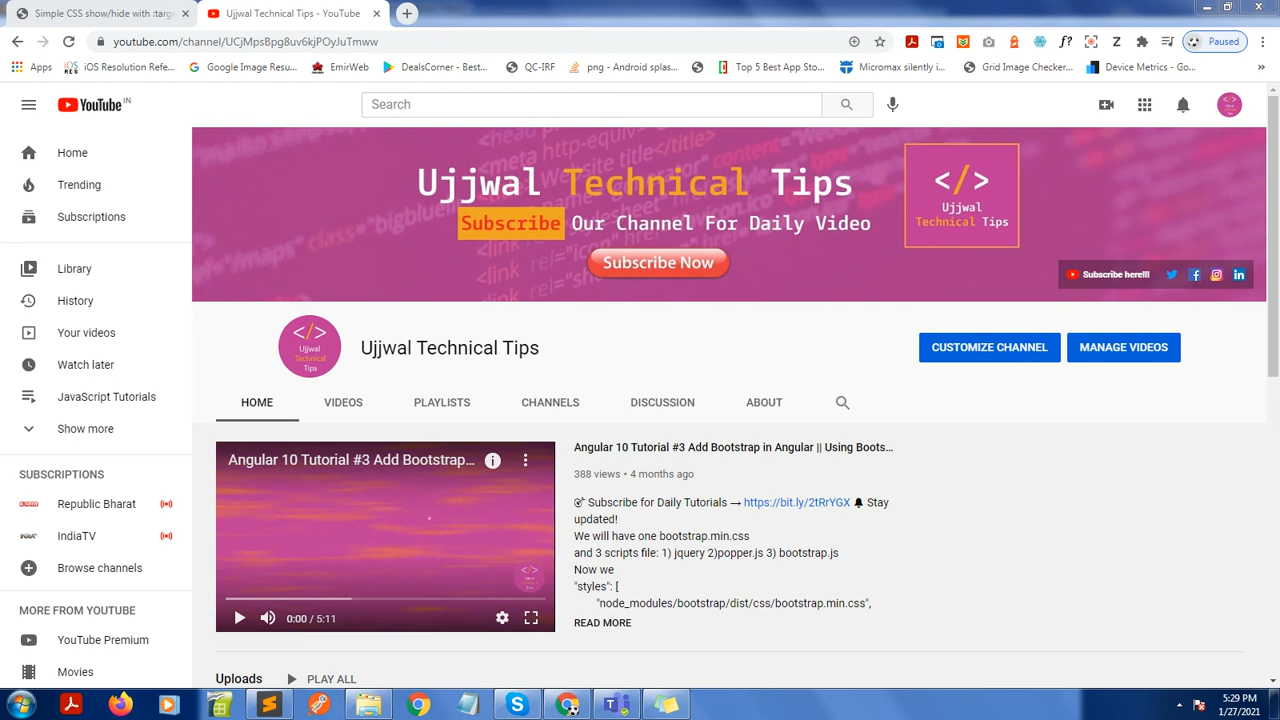 Simple CSS show/hide with :targ
Ujjwal Technical Tips - YouTube
youtube.com/channel/UCjMpsBpg8uv6kjPOyJuTmww
Paused
Apps
iOS Resolution Refe...
Google Image Resu...
EmirWeb
DealsCorner - Best...
QC-IRF
png - Android splas...
Top 5 Best App Sto...
Micromax silently i...
Grid Image Checker...
Device Metrics - Go...
»
YouTube IN
Search
Home
Trending
Subscriptions
Library
History
Your videos
Watch later
JavaScript Tutorials
Show more
SUBSCRIPTIONS
Republic Bharat
IndiaTV
Browse channels
MORE FROM YOUTUBE
YouTube Premium
Movies
Ujjwal Technical Tips
Subscribe Our Channel For Daily Video
Subscribe Now
</>
Ujjwal
Technical Tips
Subscribe here!!!
</>
Ujjwal
Technical
Tips
Ujjwal Technical Tips
CUSTOMIZE CHANNEL
MANAGE VIDEOS
HOME
VIDEOS
PLAYLISTS
CHANNELS
DISCUSSION
ABOUT
Angular 10 Tutorial #3 Add Bootstrap...
0:00 / 5:11
Angular 10 Tutorial #3 Add Bootstrap in Angular || Using Boots...
388 views • 4 months ago
Subscribe for Daily Tutorials → https://bit.ly/2tRrYGX 🔔 Stay
updated!
We will have one bootstrap.min.css
and 3 scripts file: 1) jquery 2)popper.js 3) bootstrap.js
Now we
"styles": [
"node_modules/bootstrap/dist/css/bootstrap.min.css",
READ MORE
Uploads
PLAY ALL
5:29 PM
1/27/2021